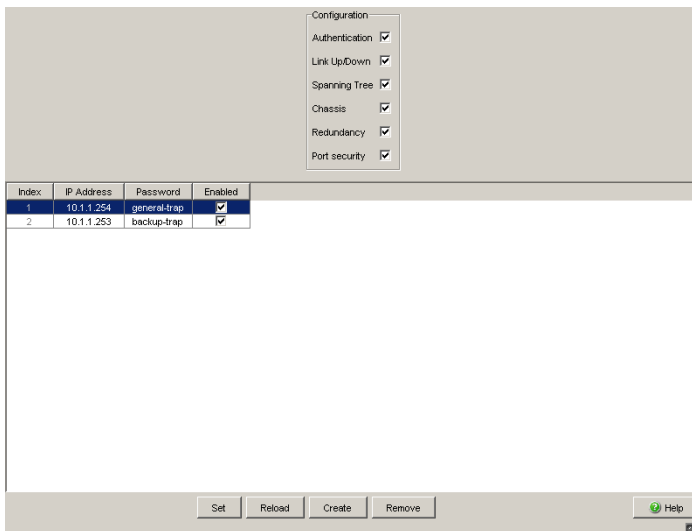 Configuration
Authentication
Link Up/Down
Spanning Tree
Chassis
Redundancy
Port security
Index IP Address Password Enabled
1 10.1.1.254 general-trap
2 10.1.1.253 backup-trap
Set Reload Create Remove Help